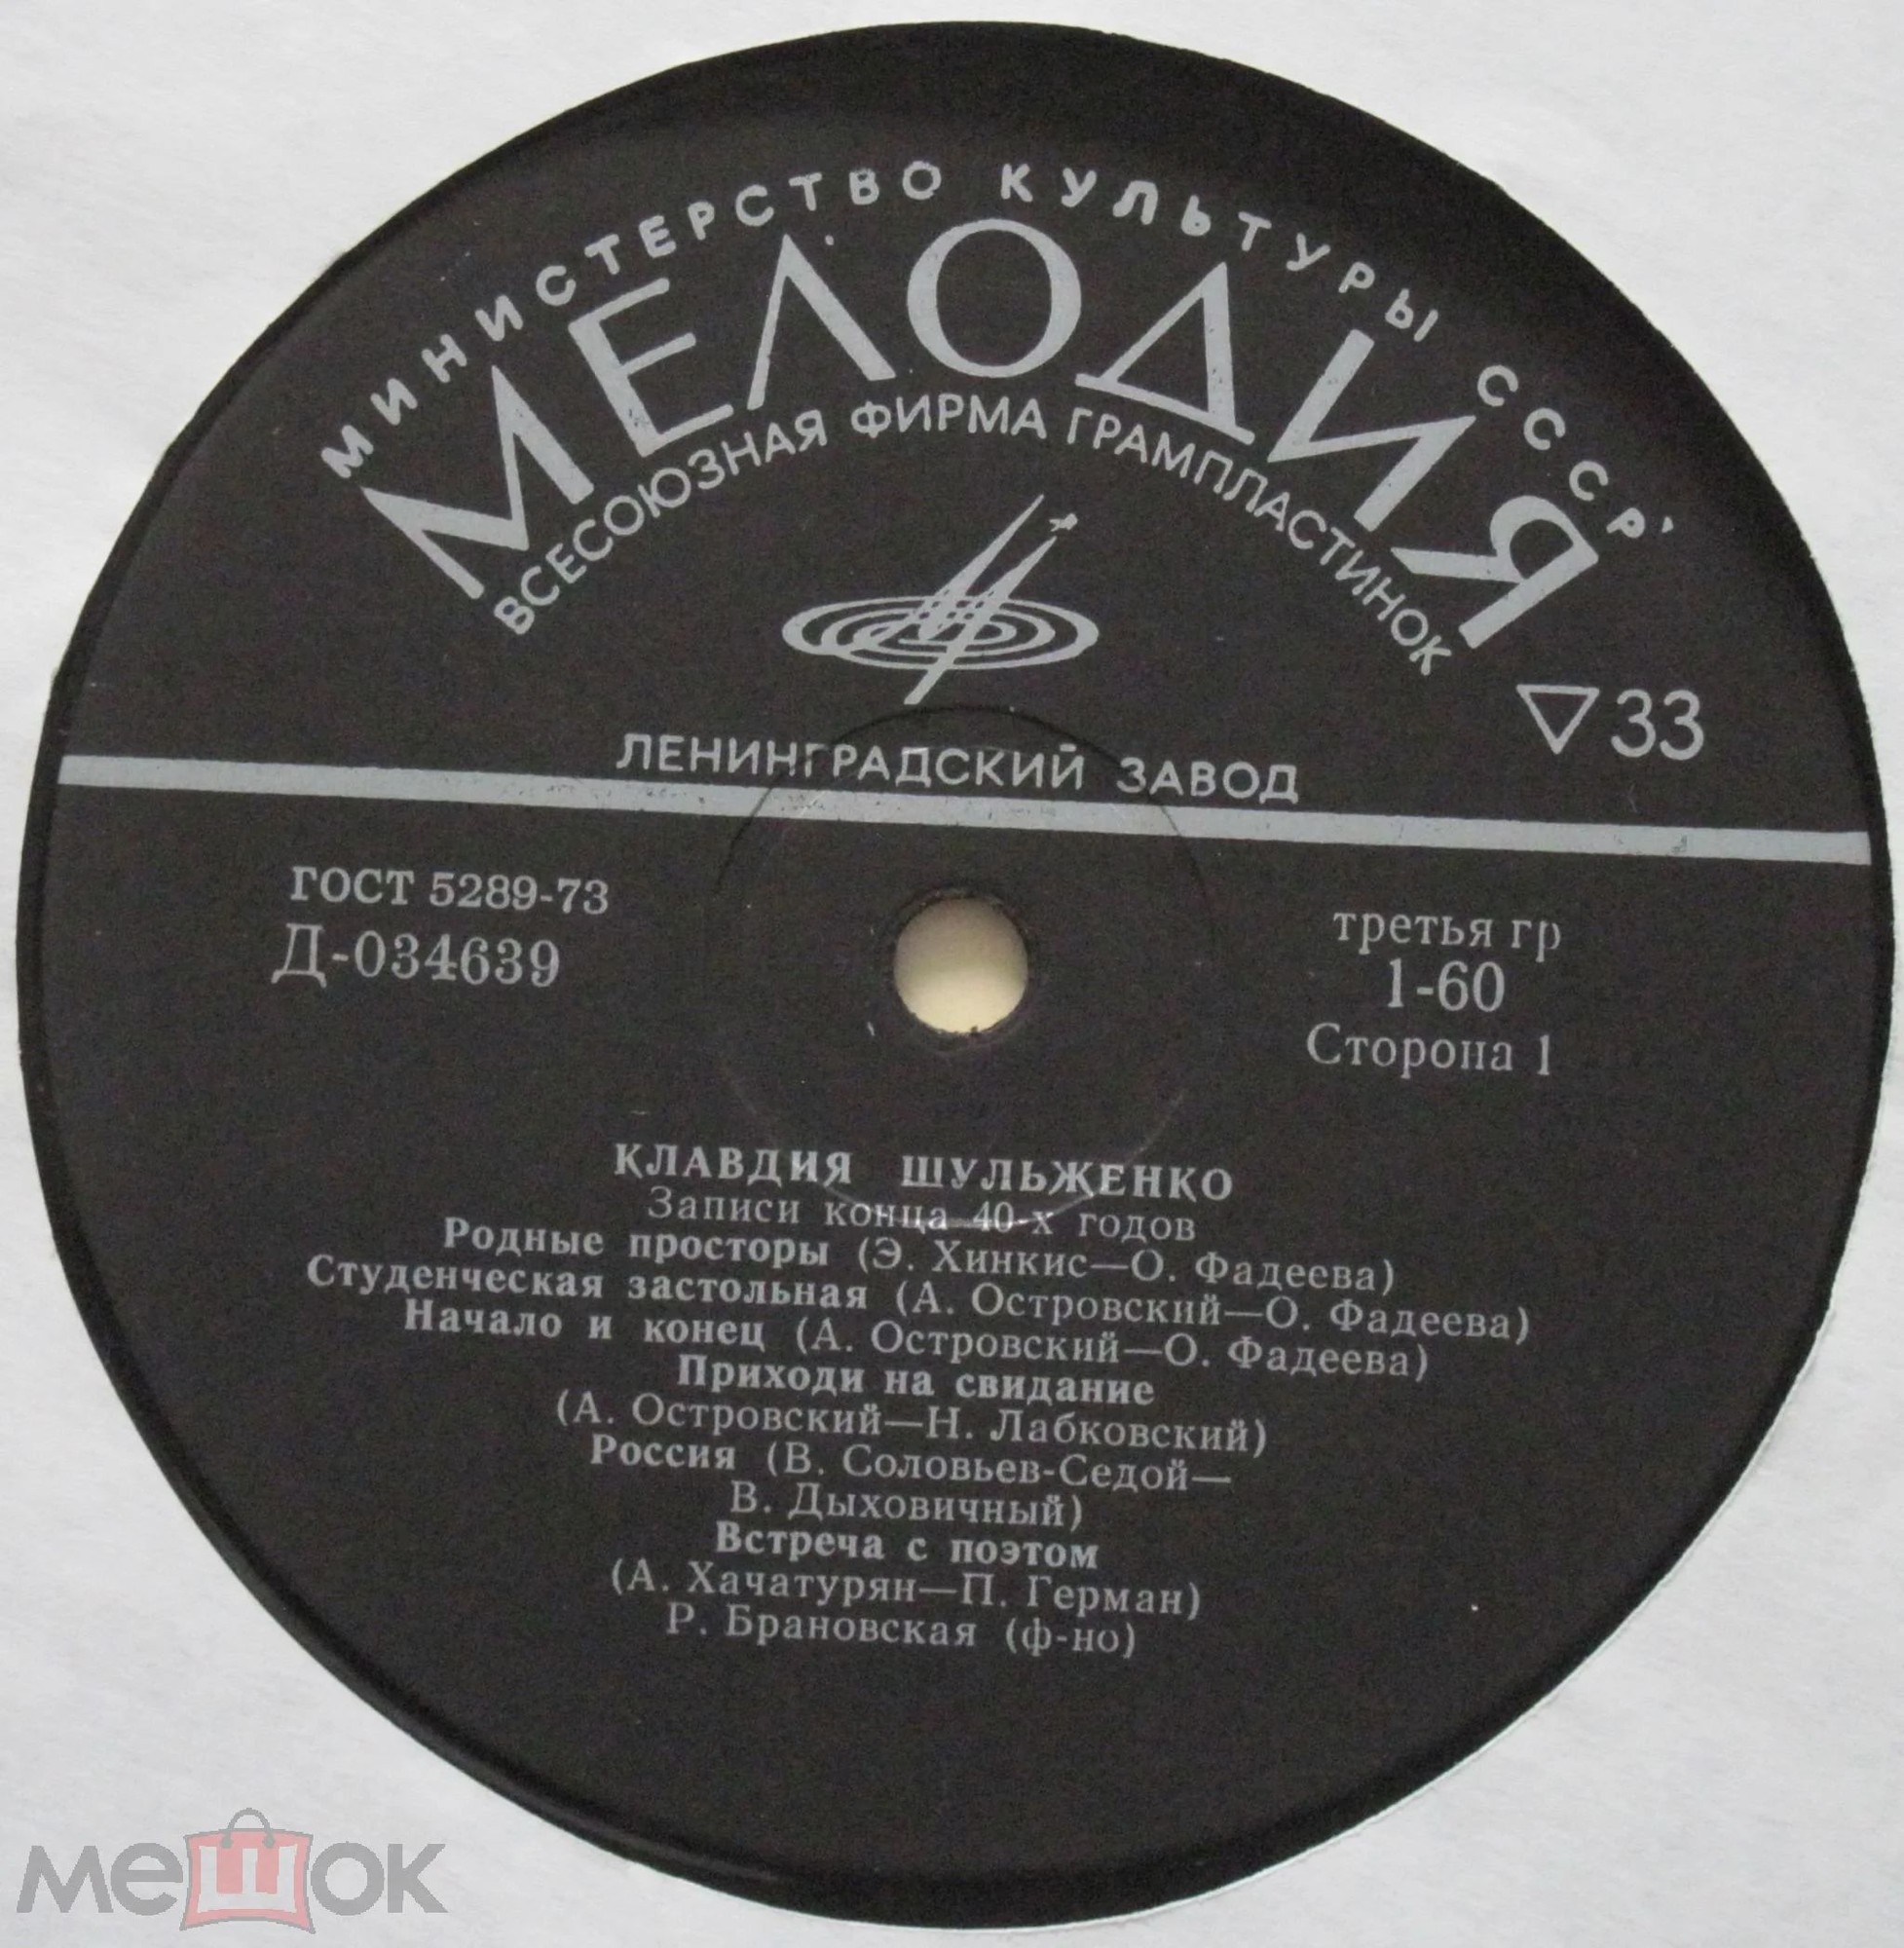 МИНИСТЕРСТВО КУЛЬТУРЫ СССР
МЕЛОДИЯ
ВСЕСОЮЗНАЯ ФИРМА ГРАМПЛАСТИНОК
33
ЛЕНИНГРАДСКИЙ ЗАВОД
ГОСТ 5289-73
Д-034639
третья гр
1-60
Сторона 1
КЛАВДИЯ ШУЛЬЖЕНКО
Записи конца 40-х годов
Родные просторы (Э. Хинкис—О. Фадеева)
Студенческая застольная (А. Островский—О. Фадеева)
Начало и конец (А. Островский—О. Фадеева)
Приходи на свидание
(А. Островский—Н. Лабковский)
Россия (В. Соловьев-Седой—
В. Дыховичный)
Встреча с поэтом
(А. Хачатурян—П. Герман)
Р. Брановская (ф-но)
мешок